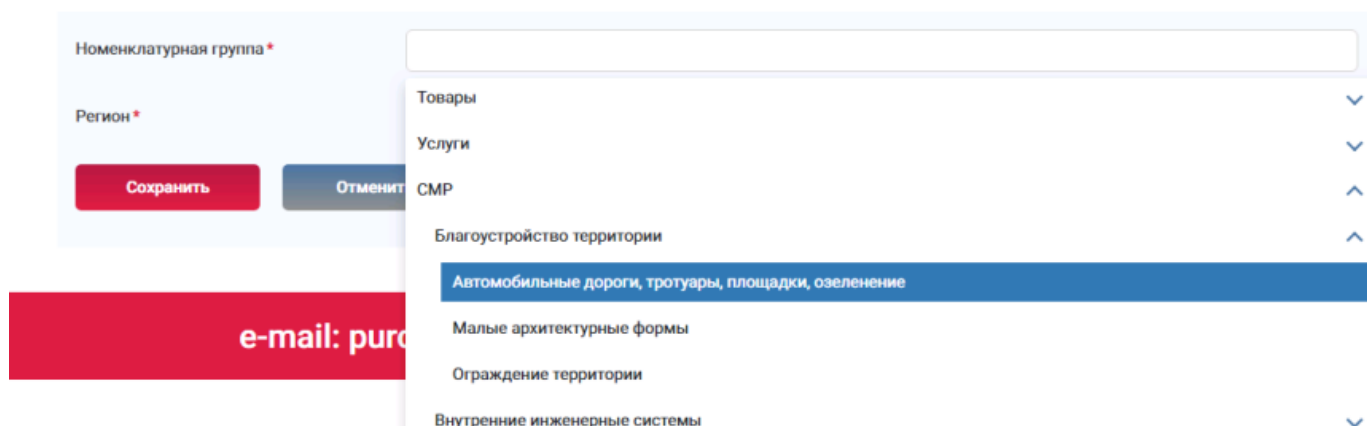 Номенклатурная группа*
Товары
Регион*
Услуги
Сохранить
СМР
Благоустройство территории
Автомобильные дороги, тротуары, площадки, озеленение
e-mail:
Малые архитектурные формы
Ограждение территории
Внутренние инженерные системы